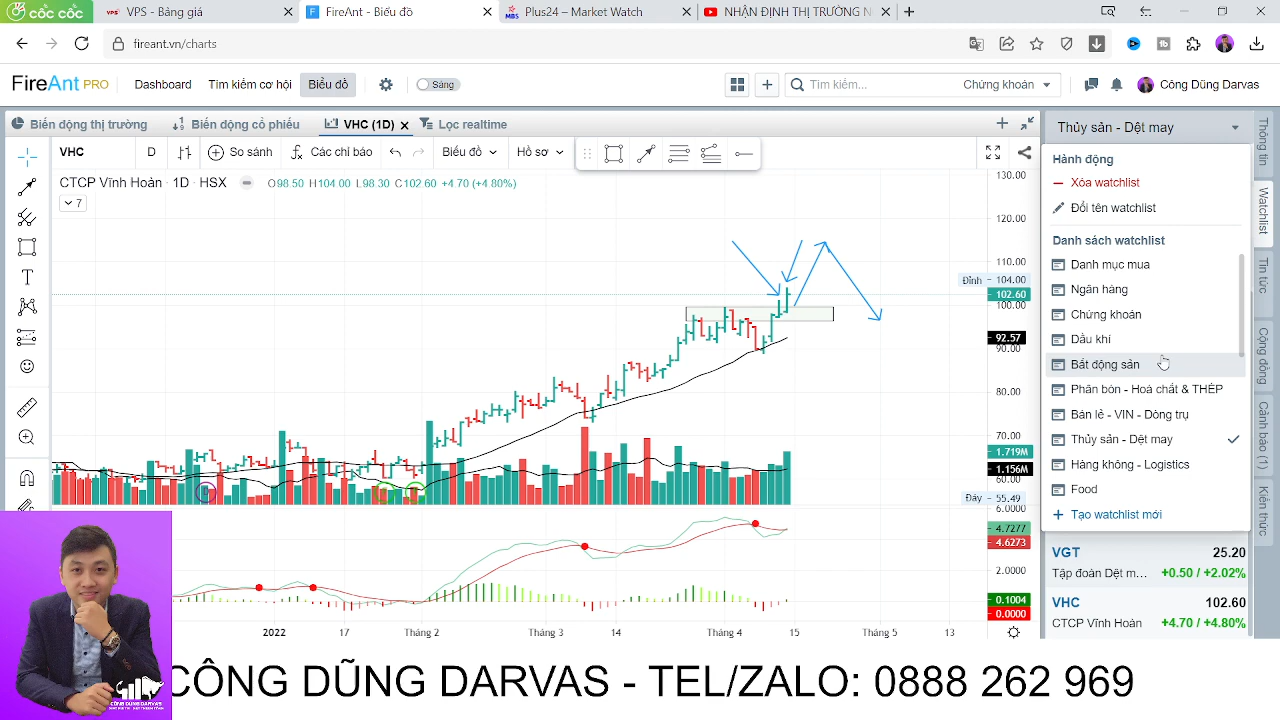 CỐC CỐC
VPS VPS - Bảng giá
FireAnt - Biểu đồ
MBS Plus24 – Market Watch
NHẬN ĐỊNH THỊ TRƯỜNG N
fireant.vn/charts
FireAnt PRO
Dashboard
Tìm kiếm cơ hội
Biểu đồ
Sáng
Tìm kiếm...
Chứng khoán
Công Dũng Darvas
Biến động thị trường
Biến động cổ phiếu
VHC (1D)
Lọc realtime
Thủy sản - Dệt may
VHC
D
So sánh
Các chỉ báo
Biểu đồ
Hồ sơ
CTCP Vĩnh Hoàn · 1D · HSX
O98.50 H104.00 L98.30 C102.60 +4.70 (+4.80%)
7
130.00
120.00
110.00
Đỉnh 104.00
102.60
100.00
92.57
90.00
80.00
70.00
1.719M
1.156M
60.00
Đáy 55.49
6.0000
4.7277
4.6273
2.0000
0.1004
0.0000
2022
17
Tháng 2
Tháng 3
14
Tháng 4
15
Tháng 5
13
Hành động
Xóa watchlist
Đổi tên watchlist
Danh sách watchlist
Danh mục mua
Ngân hàng
Chứng khoán
Dầu khí
Bất động sản
Phân bón - Hoá chất & THÉP
Bán lẻ - VIN - Dòng trụ
Thủy sản - Dệt may
Hàng không - Logistics
Food
Tạo watchlist mới
VGT 25.20
Tập đoàn Dệt m... +0.50 / +2.02%
VHC 102.60
CTCP Vĩnh Hoàn +4.70 / +4.80%
Thông tin
Watchlist
Tin tức
Cộng đồng
Cảnh báo (1)
Kiến thức
CÔNG DŨNG DARVAS
CÔNG DŨNG DARVAS - TEL/ZALO: 0888 262 969